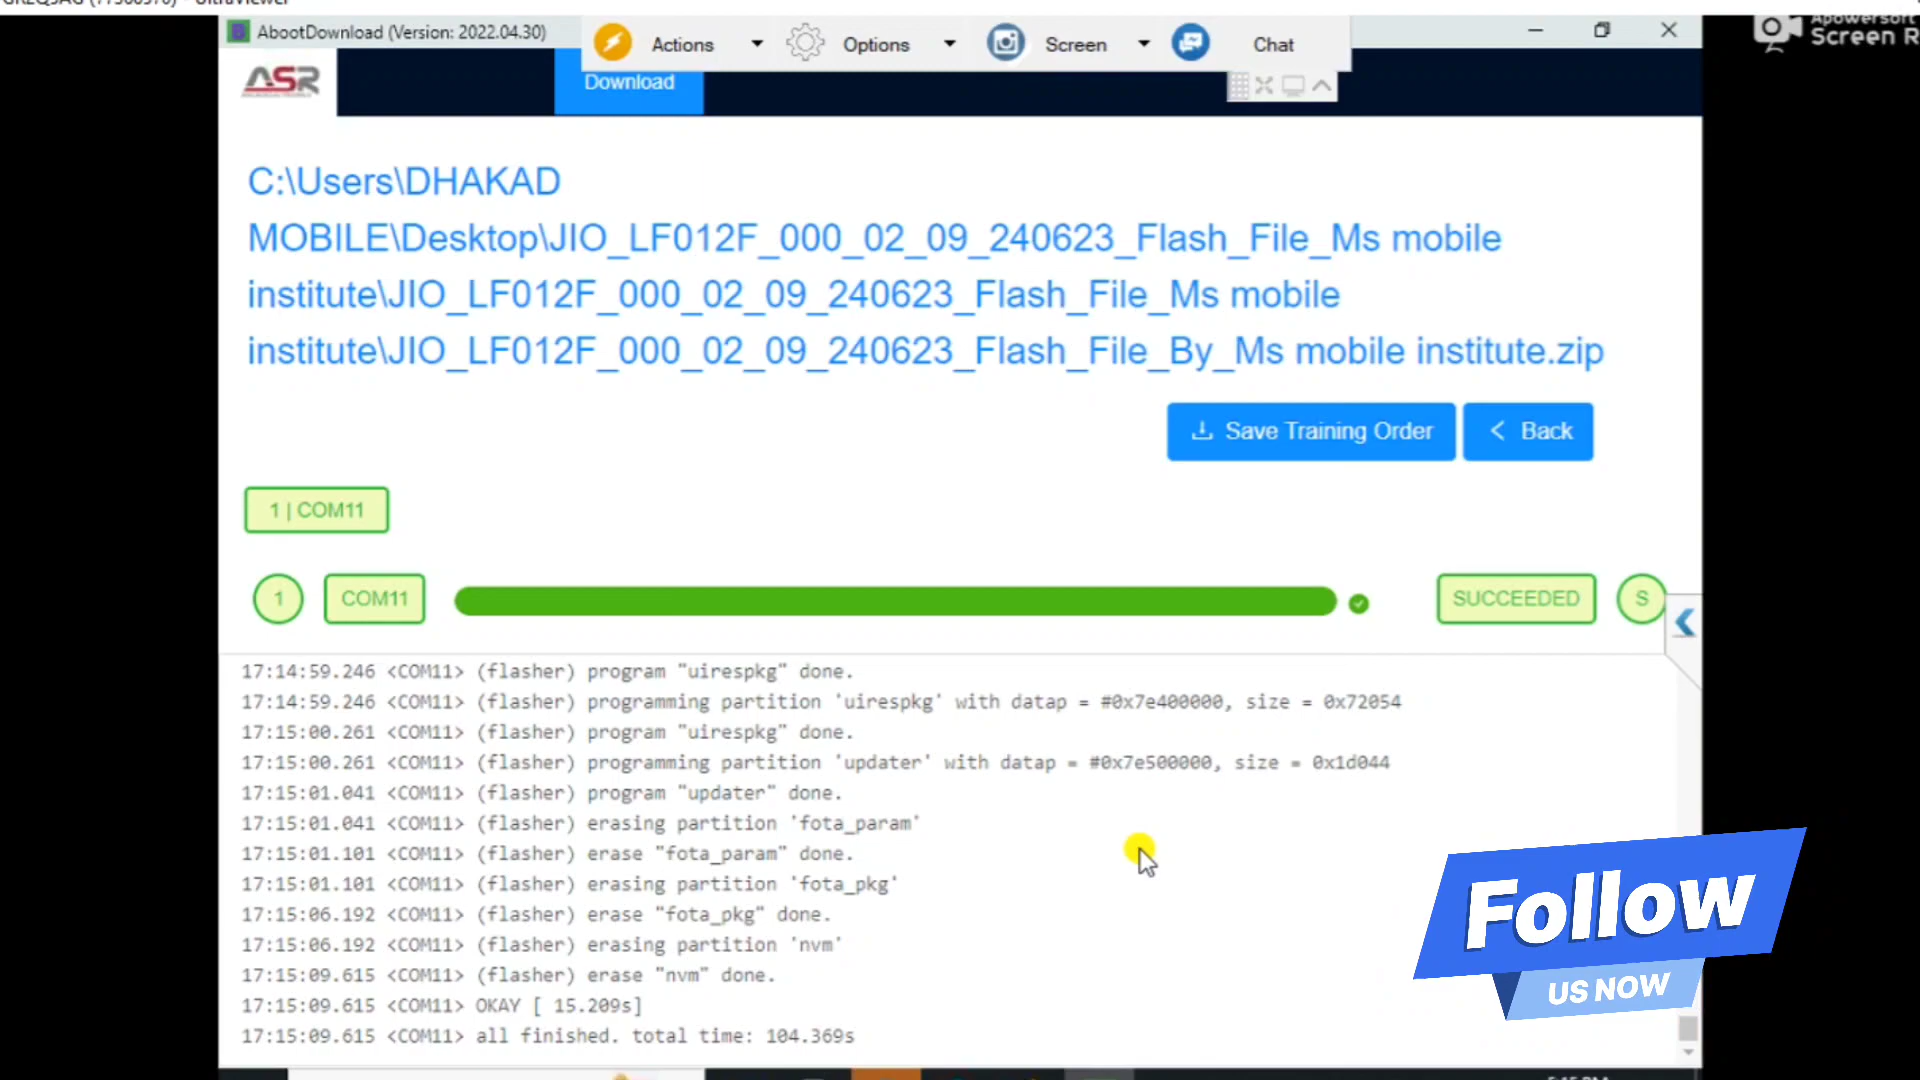 AbootDownload (Version: 2022.04.30)
Actions
Options
Screen
Chat
Screen R
ASR
Download
C:\Users\DHAKAD
MOBILE\Desktop\JIO_LF012F_000_02_09_240623_Flash_File_Ms mobile
institute\JIO_LF012F_000_02_09_240623_Flash_File_Ms mobile
institute\JIO_LF012F_000_02_09_240623_Flash_File_By_Ms mobile institute.zip
Save Training Order
Back
1 | COM11
1
COM11
SUCCEEDED
S
17:14:59.246 <COM11> (flasher) program "uirespkg" done.
17:14:59.246 <COM11> (flasher) programming partition 'uirespkg' with datap = #0x7e400000, size = 0x72054
17:15:00.261 <COM11> (flasher) program "uirespkg" done.
17:15:00.261 <COM11> (flasher) programming partition 'updater' with datap = #0x7e500000, size = 0x1d044
17:15:01.041 <COM11> (flasher) program "updater" done.
17:15:01.041 <COM11> (flasher) erasing partition 'fota_param'
17:15:01.101 <COM11> (flasher) erase "fota_param" done.
17:15:01.101 <COM11> (flasher) erasing partition 'fota_pkg'
17:15:06.192 <COM11> (flasher) erase "fota_pkg" done.
17:15:06.192 <COM11> (flasher) erasing partition 'nvm'
17:15:09.615 <COM11> (flasher) erase "nvm" done.
17:15:09.615 <COM11> OKAY [ 15.209s]
17:15:09.615 <COM11> all finished. total time: 104.369s
Follow
US NOW